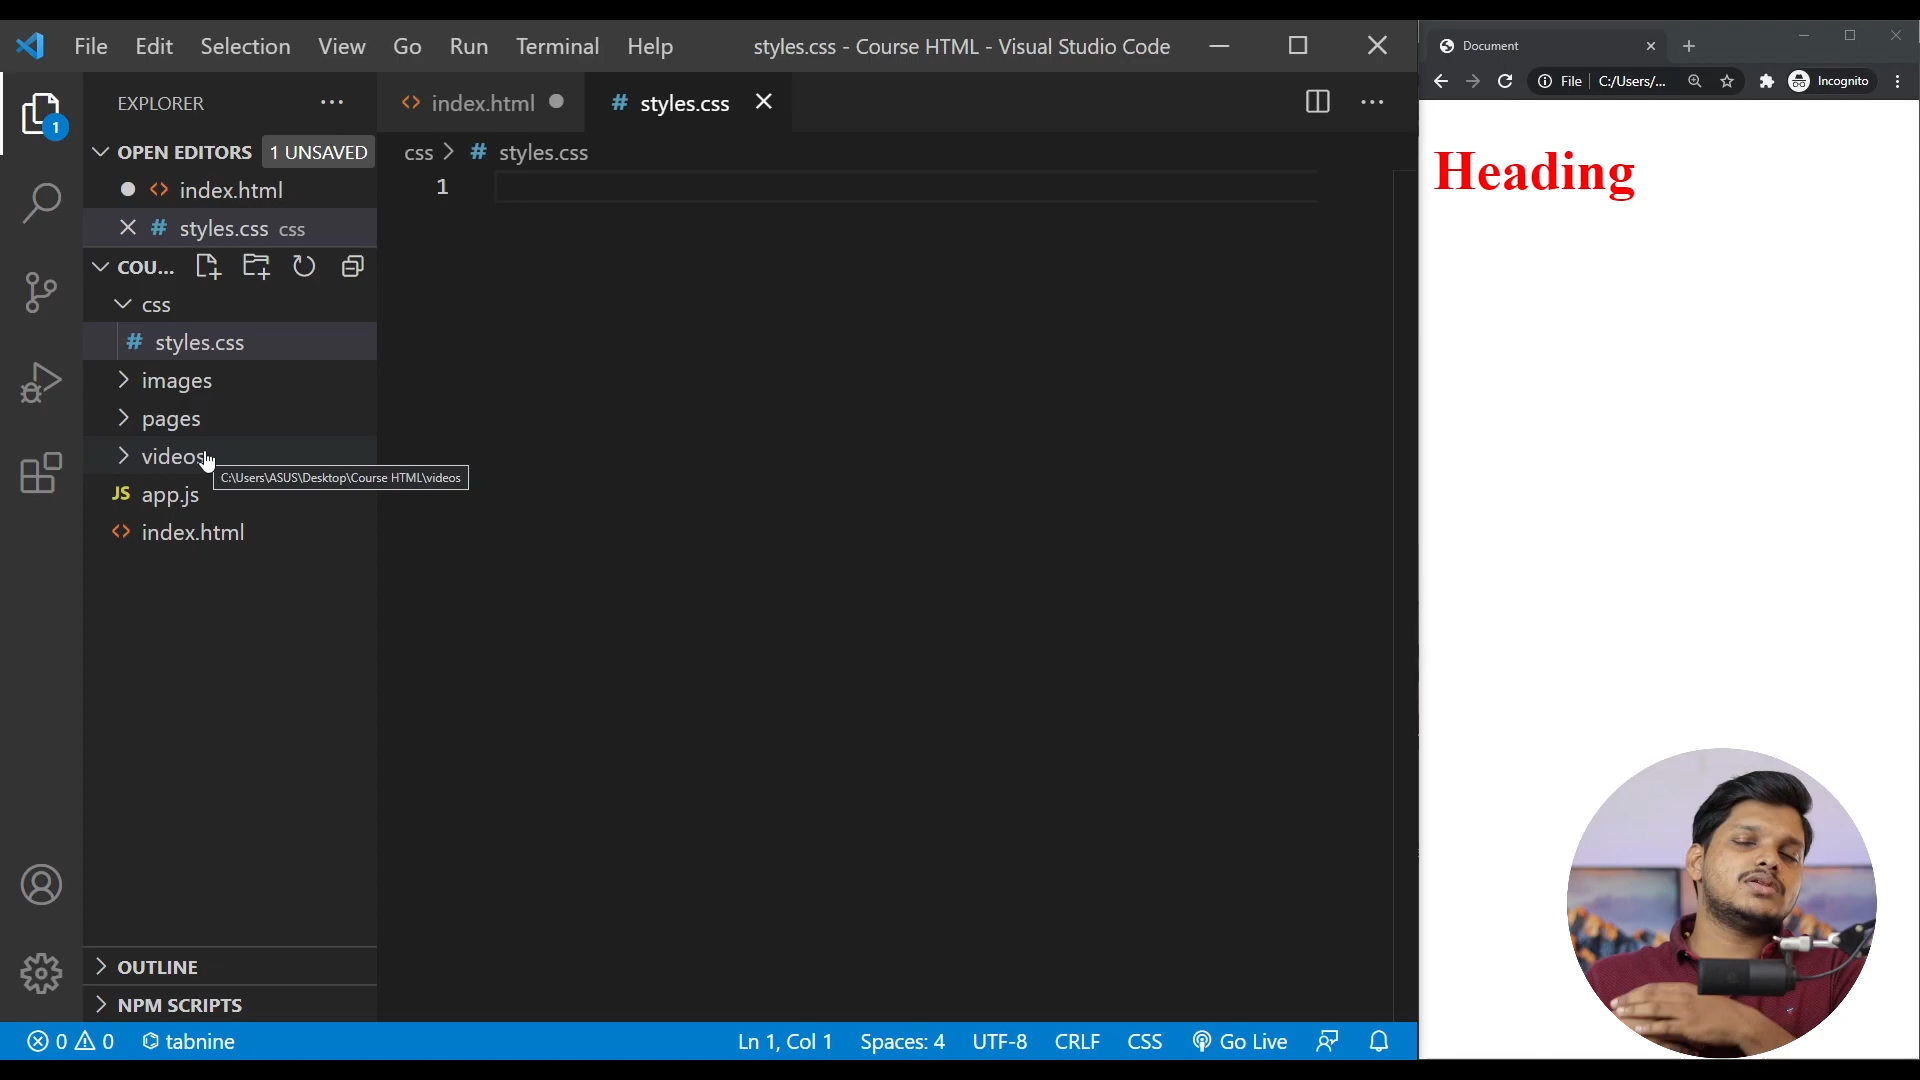 File Edit Selection View Go Run Terminal Help styles.css - Course HTML - Visual Studio Code
Document
File C:/Users/... Incognito
EXPLORER
index.html styles.css
OPEN EDITORS 1 UNSAVED
index.html
styles.css css
css > # styles.css
1
COU...
css
# styles.css
images
pages
videos
C:\Users\ASUS\Desktop\Course HTML\videos
JS app.js
index.html
OUTLINE
NPM SCRIPTS
0 0 tabnine Ln 1, Col 1 Spaces: 4 UTF-8 CRLF CSS Go Live
1
Heading